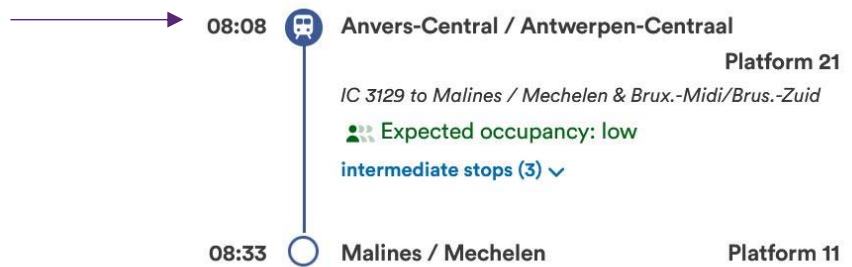 08:08 Anvers-Central / Antwerpen-Centraal
Platform 21
IC 3129 to Malines / Mechelen & Brux.-Midi/Brus.-Zuid
Expected occupancy: low
intermediate stops (3)
08:33 Malines / Mechelen Platform 11